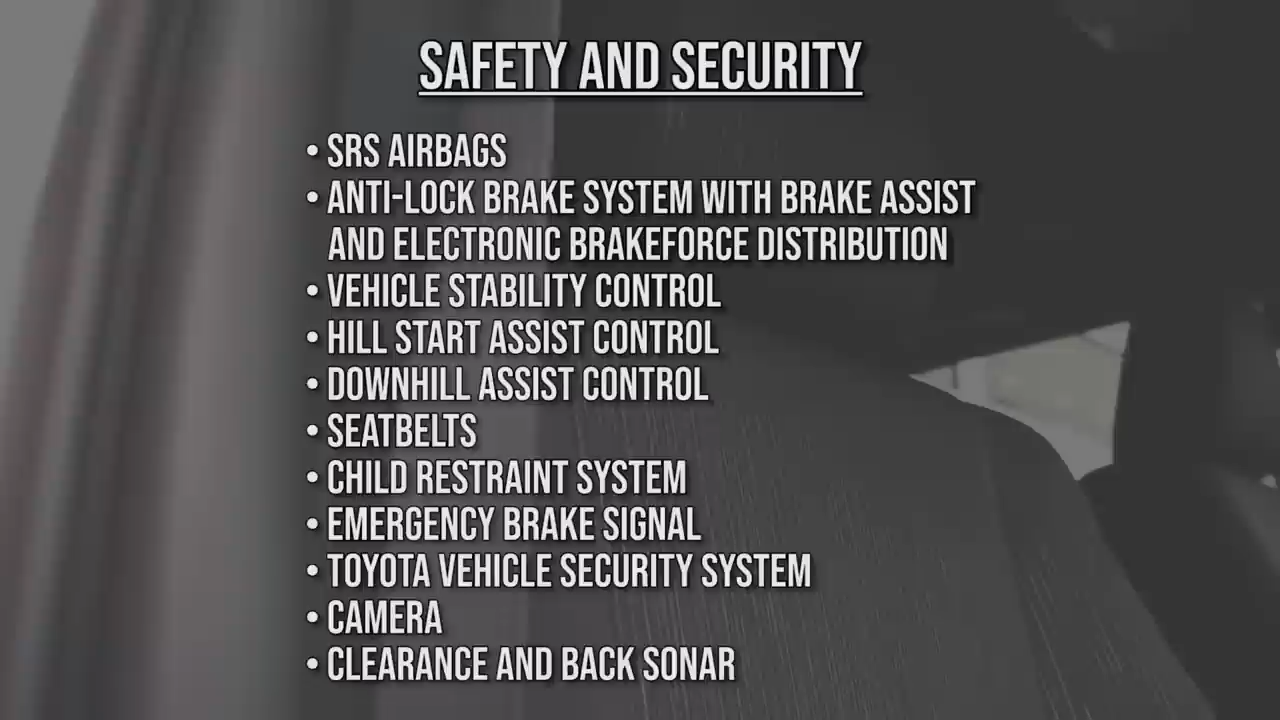 SAFETY AND SECURITY
• SRS AIRBAGS
• ANTI-LOCK BRAKE SYSTEM WITH BRAKE ASSIST
AND ELECTRONIC BRAKEFORCE DISTRIBUTION
• VEHICLE STABILITY CONTROL
• HILL START ASSIST CONTROL
• DOWNHILL ASSIST CONTROL
• SEATBELTS
• CHILD RESTRAINT SYSTEM
• EMERGENCY BRAKE SIGNAL
• TOYOTA VEHICLE SECURITY SYSTEM
• CAMERA
• CLEARANCE AND BACK SONAR